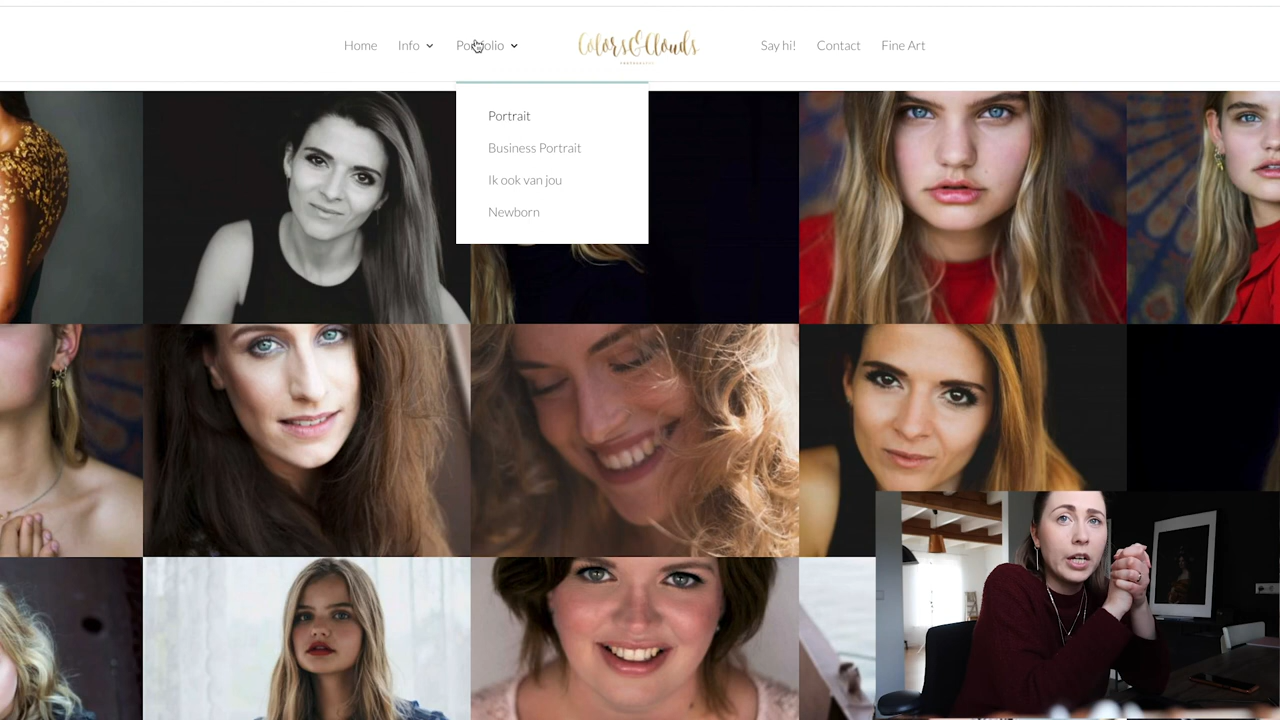 Home Info Portfolio Colors&Clouds Say hi! Contact Fine Art
Portrait
Business Portrait
Ik ook van jou
Newborn